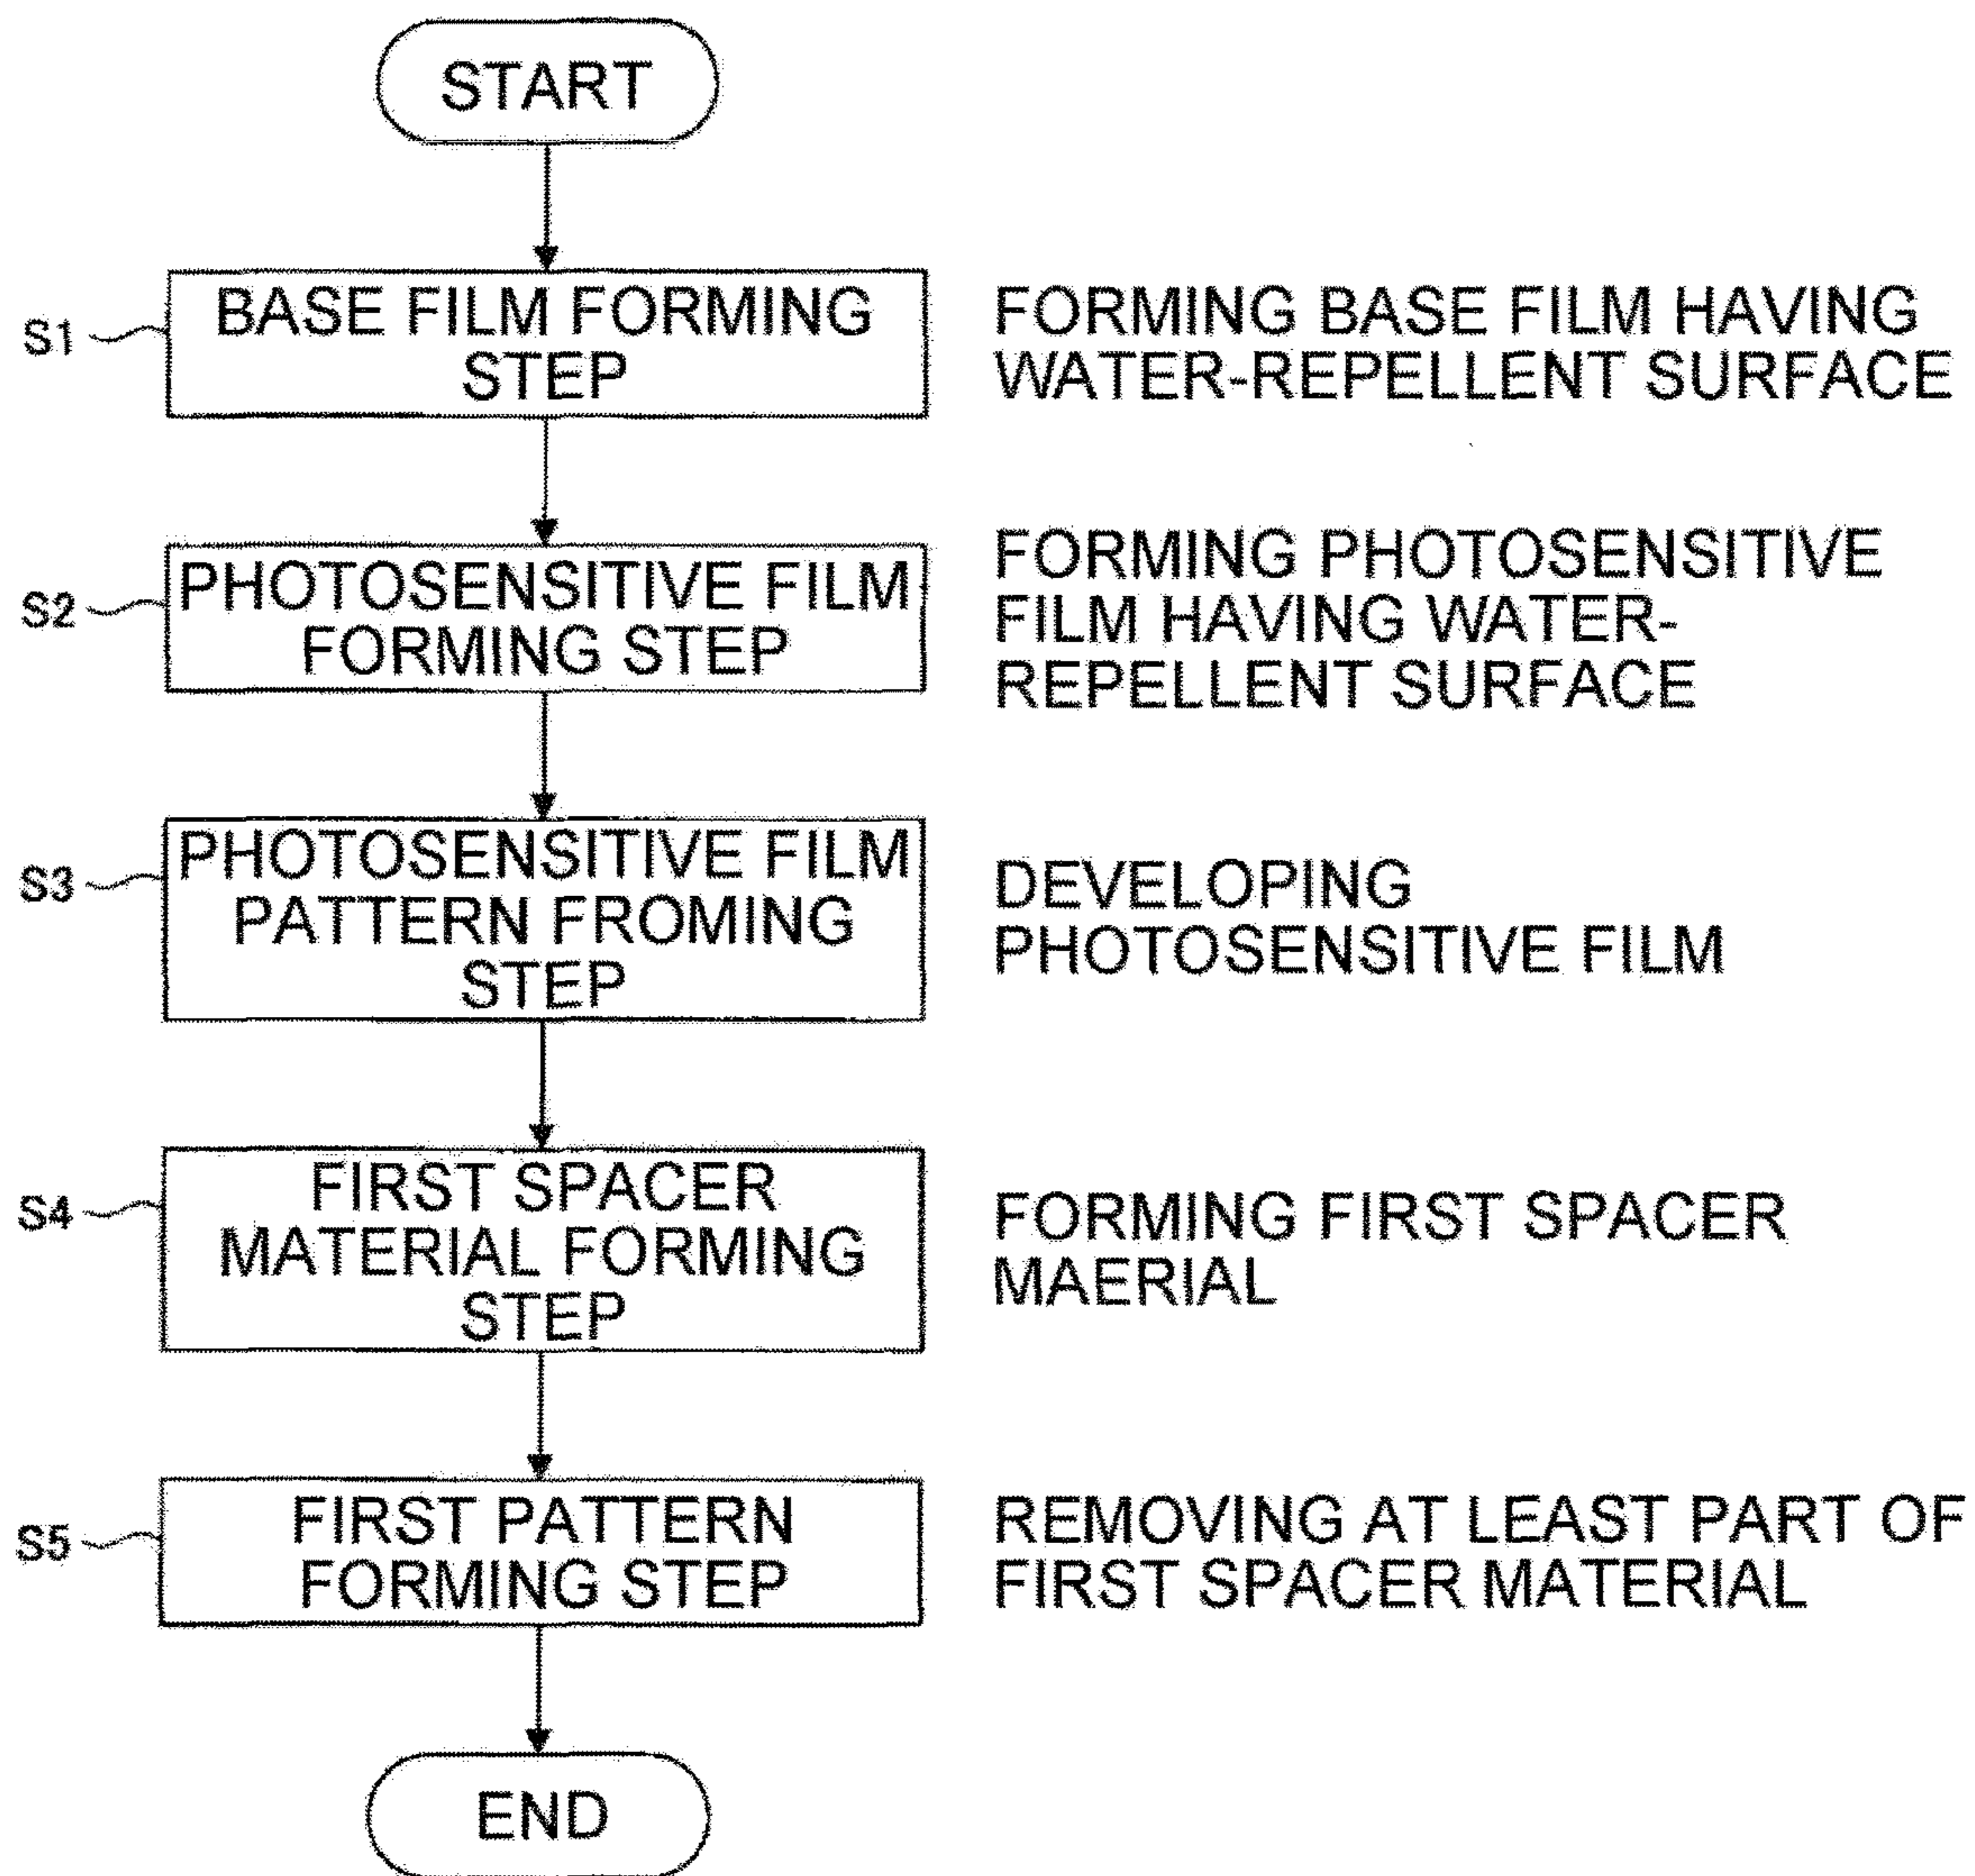 START
S1
BASE FILM FORMING
STEP
FORMING BASE FILM HAVING
WATER-REPELLENT SURFACE
S2
PHOTOSENSITIVE FILM
FORMING STEP
FORMING PHOTOSENSITIVE
FILM HAVING WATER-
REPELLENT SURFACE
S3
PHOTOSENSITIVE FILM
PATTERN FROMING
STEP
DEVELOPING
PHOTOSENSITIVE FILM
S4
FIRST SPACER
MATERIAL FORMING
STEP
FORMING FIRST SPACER
MAERIAL
S5
FIRST PATTERN
FORMING STEP
REMOVING AT LEAST PART OF
FIRST SPACER MATERIAL
END